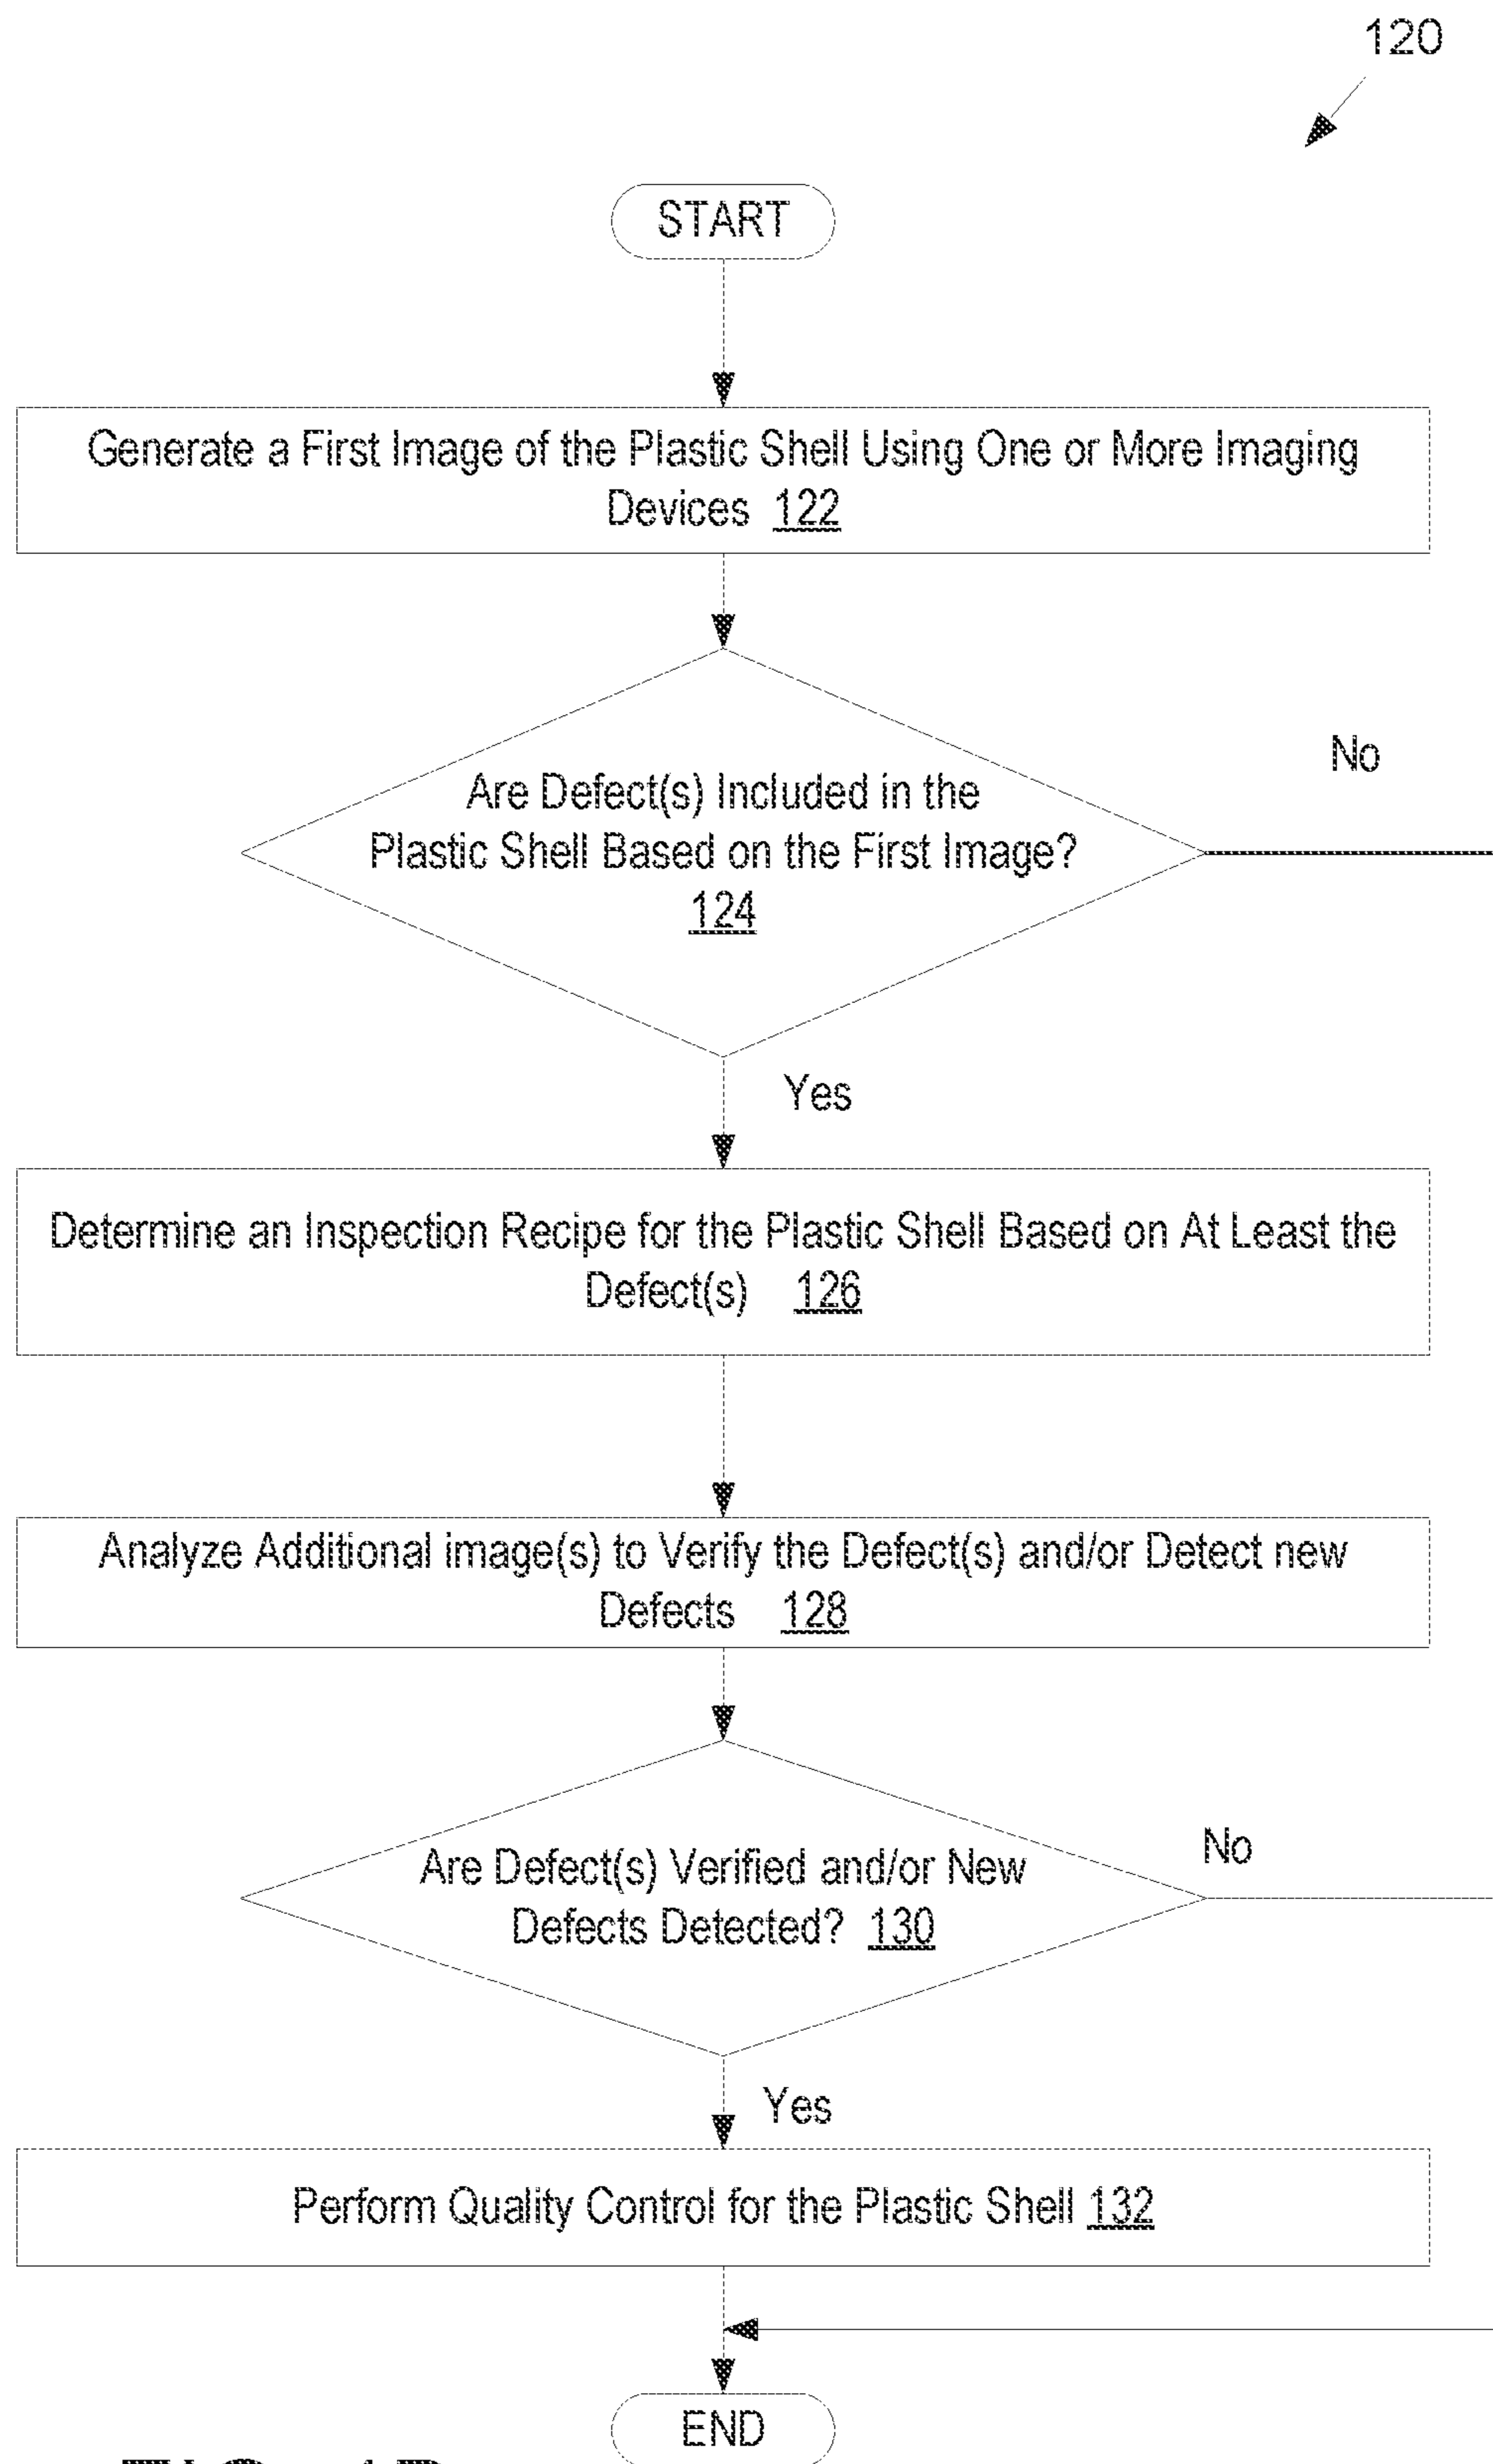 120
START
Generate a First Image of the Plastic Shell Using One or More Imaging
Devices 122
Are Defect(s) Included in the
Plastic Shell Based on the First Image?
124
No
Yes
Determine an Inspection Recipe for the Plastic Shell Based on At Least the
Defect(s) 126
Analyze Additional image(s) to Verify the Defect(s) and/or Detect new
Defects 128
Are Defect(s) Verified and/or New
Defects Detected? 130
No
Yes
Perform Quality Control for the Plastic Shell 132
END